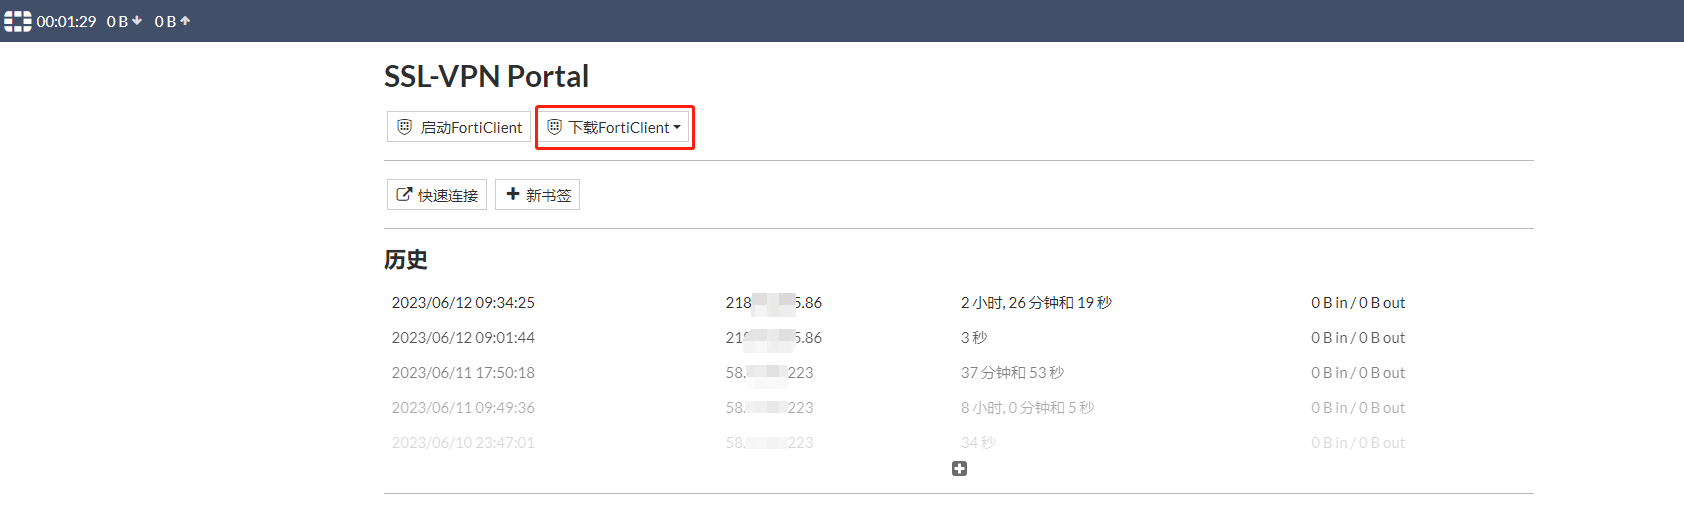 00:01:29 0 B 0 B
SSL-VPN Portal
启动FortiClient 下载FortiClient
快速连接 新书签
历史
2023/06/12 09:34:25 218 5.86 2 小时, 26 分钟和 19 秒 0 B in / 0 B out
2023/06/12 09:01:44 218 5.86 3 秒 0 B in / 0 B out
2023/06/11 17:50:18 58. 223 37 分钟和 53 秒 0 B in / 0 B out
2023/06/11 09:49:36 58. 223 8 小时, 0 分钟和 5 秒 0 B in / 0 B out
2023/06/10 23:47:01 58. 223 34 秒 0 B in / 0 B out